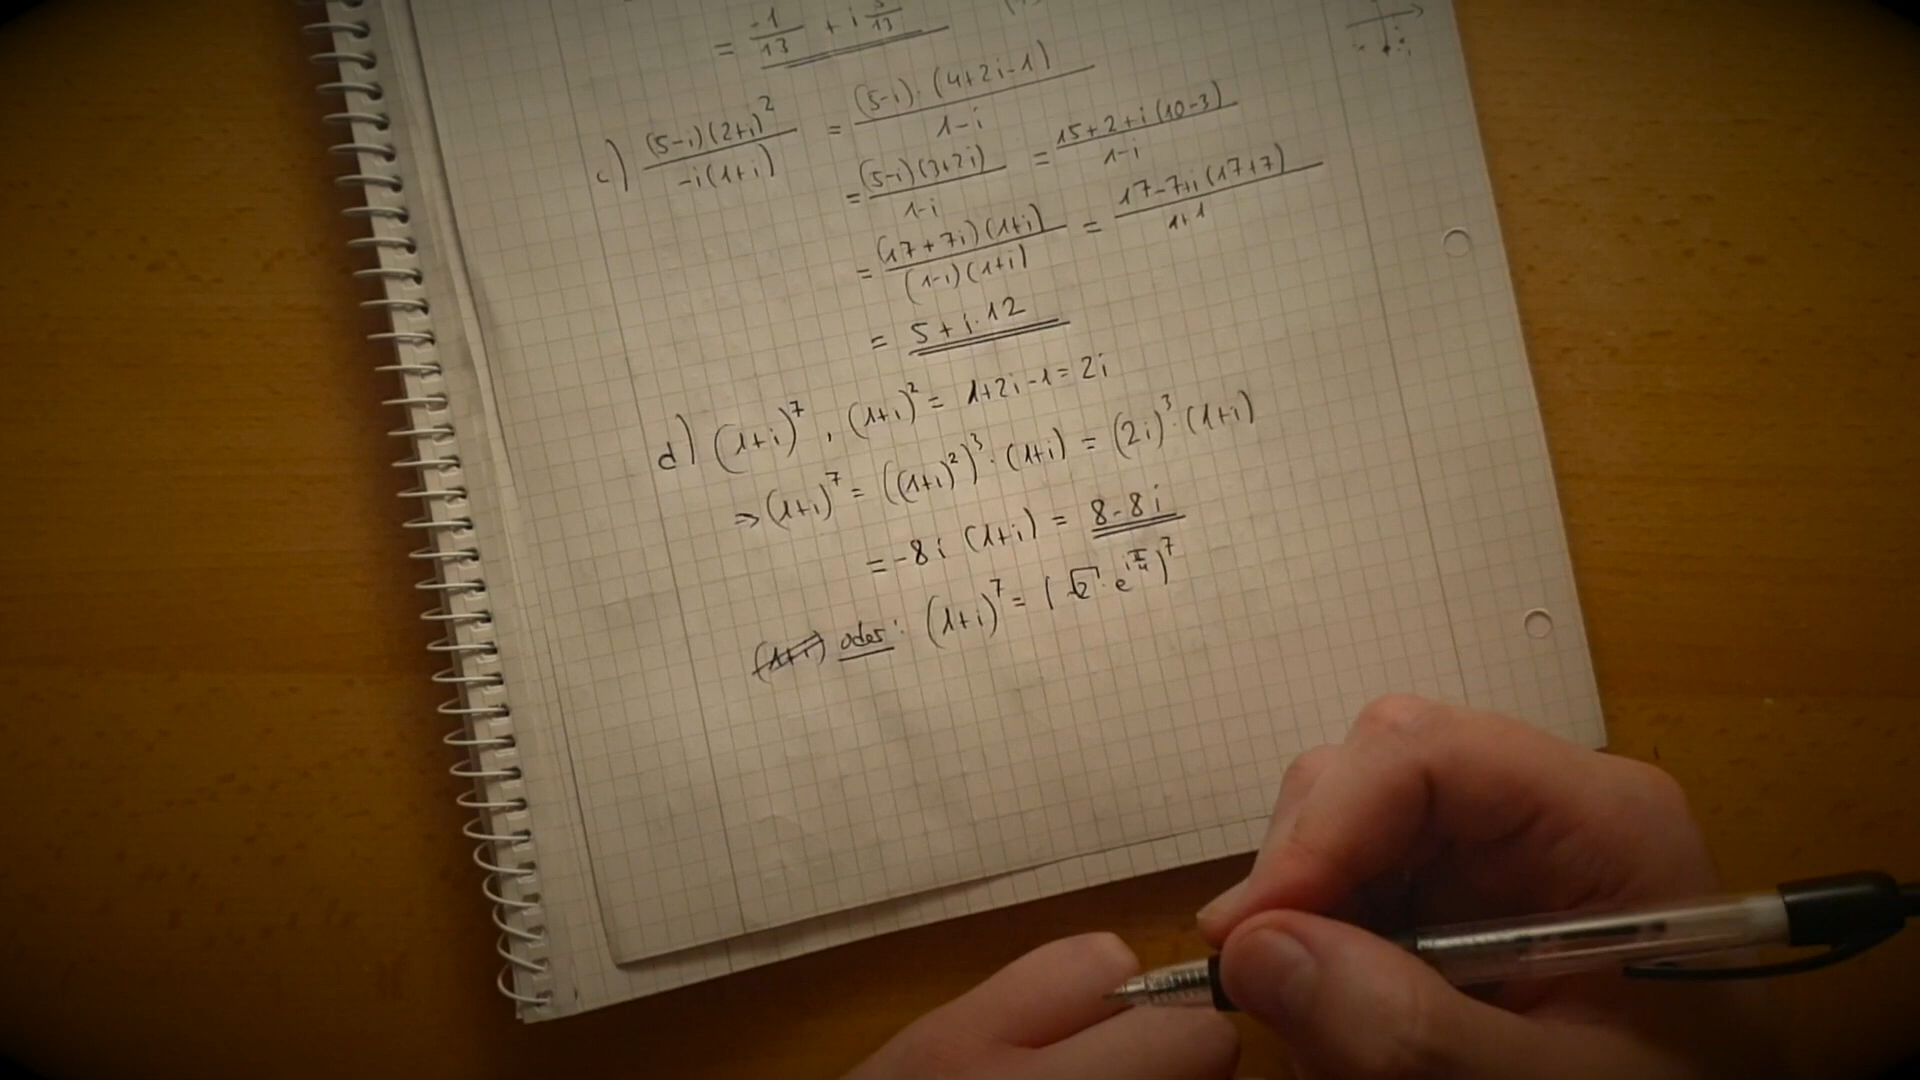 = -1/13 + i 5/13
c) (5-i)(2+i)²/-i(1+i) = (5-i)·(4+2i-1)/1-i
= (5-i)(3+2i)/1-i = 15+2+i(10-3)/1-i
= (17+7i)(1+i)/(1-i)(1+i) = 17-7+i(17+7)/1+1
= 5+i·12
d) (1+i)⁷, (1+i)² = 1+2i-1=2i
⇒ (1+i)⁷ = ((1+i)²)³·(1+i) = (2i)³·(1+i)
= -8i (1+i) = 8-8i
(1+i) oder: (1+i)⁷ = (√2·e^(iπ/4))⁷